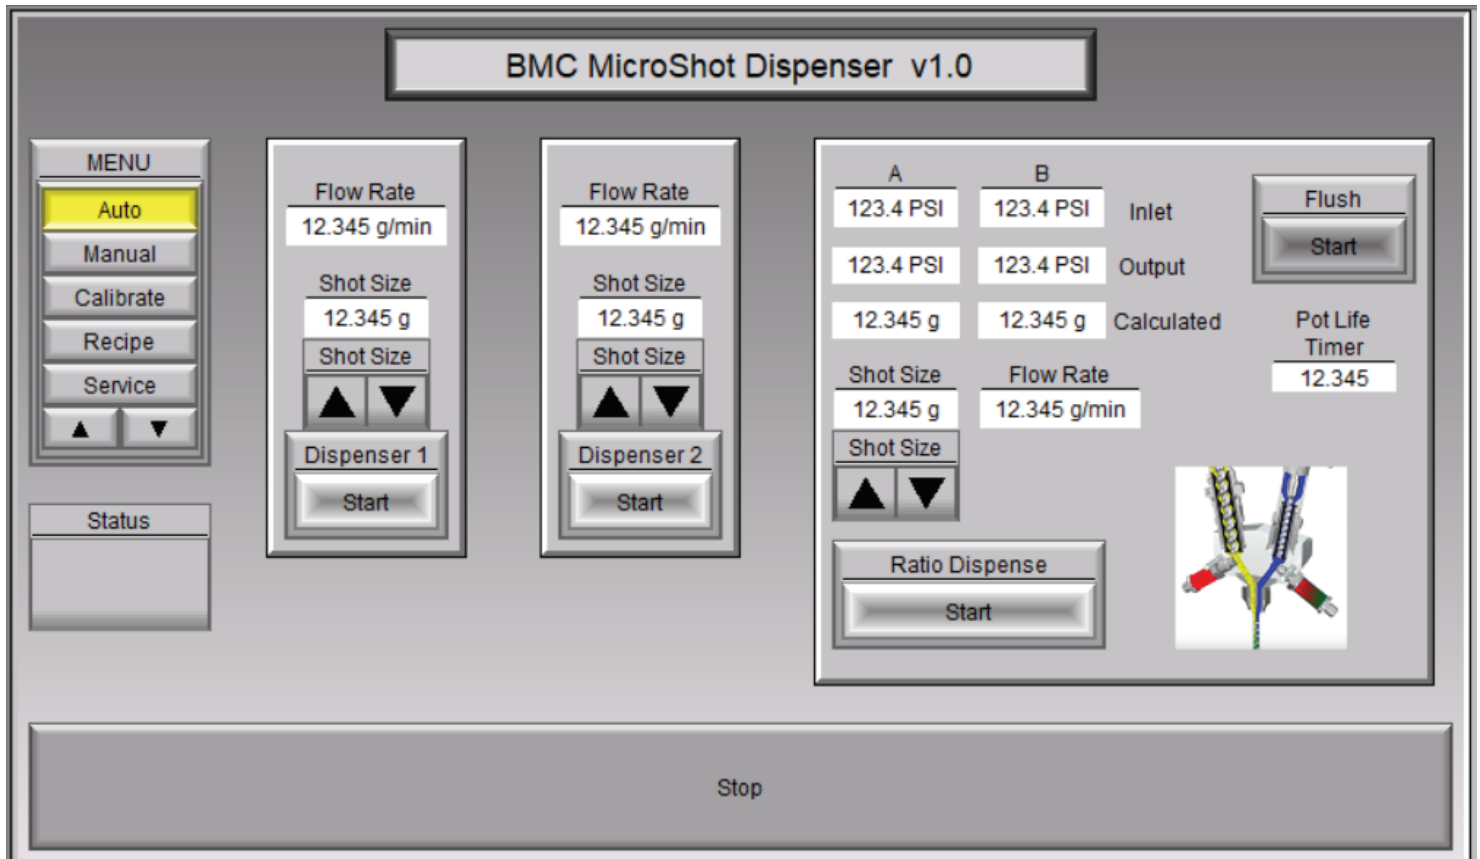 BMC MicroShot Dispenser v1.0
MENU
Auto
Manual
Calibrate
Recipe
Service
▲ ▼
Status
Flow Rate
12.345 g/min
Shot Size
12.345 g
Shot Size
▲ ▼
Dispenser 1
Start
Flow Rate
12.345 g/min
Shot Size
12.345 g
Shot Size
▲ ▼
Dispenser 2
Start
A B
123.4 PSI 123.4 PSI Inlet
123.4 PSI 123.4 PSI Output
12.345 g 12.345 g Calculated
Shot Size Flow Rate
12.345 g 12.345 g/min
Shot Size
▲ ▼
Ratio Dispense
Start
Flush
Start
Pot Life
Timer
12.345
Stop